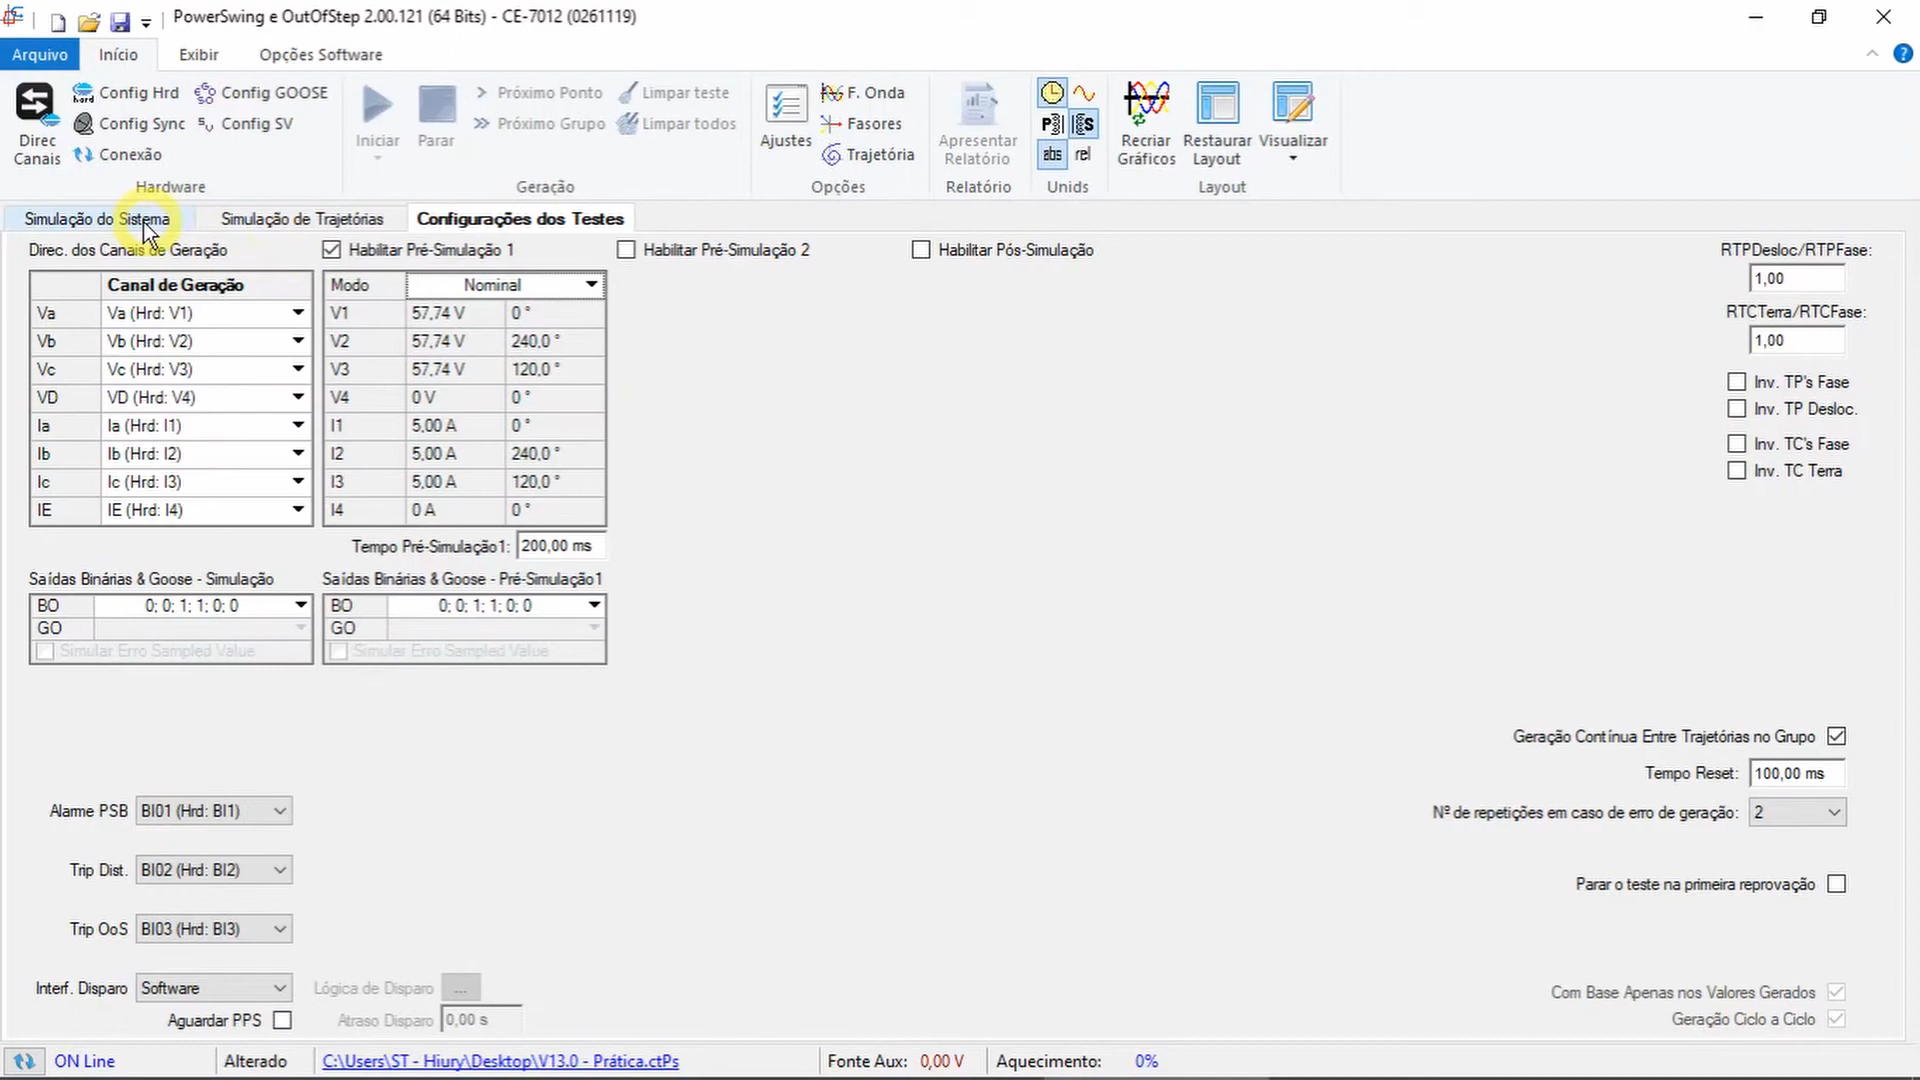 PowerSwing e OutOfStep 2.00.121 (64 Bits) - CE-7012 (0261119)
Arquivo Início Exibir Opções Software
Direc Canais
Config Hrd Config GOOSE
Config Sync Config SV
Conexão
Hardware
Iniciar Parar
Próximo Ponto Limpar teste
Próximo Grupo Limpar todos
Geração
Ajustes
F. Onda
Fasores
Trajetória
Opções
Apresentar Relatório
Relatório
abs rel
Unids
Recriar Gráficos
Restaurar Layout
Visualizar
Layout
Simulação do Sistema Simulação de Trajetórias Configurações dos Testes
Direc. dos Canais de Geração Habilitar Pré-Simulação 1 Habilitar Pré-Simulação 2 Habilitar Pós-Simulação RTPDesloc/RTPFase:
1,00
RTCTerra/RTCFase:
1,00
Inv. TP's Fase
Inv. TP Desloc.
Inv. TC's Fase
Inv. TC Terra
Canal de Geração Modo Nominal
Va Va (Hrd: V1) V1 57,74 V 0 °
Vb Vb (Hrd: V2) V2 57,74 V 240,0 °
Vc Vc (Hrd: V3) V3 57,74 V 120,0 °
VD VD (Hrd: V4) V4 0 V 0 °
Ia Ia (Hrd: I1) I1 5,00 A 0 °
Ib Ib (Hrd: I2) I2 5,00 A 240,0 °
Ic Ic (Hrd: I3) I3 5,00 A 120,0 °
IE IE (Hrd: I4) I4 0 A 0 °
Tempo Pré-Simulação1: 200,00 ms
Saídas Binárias & Goose - Simulação Saídas Binárias & Goose - Pré-Simulação1
BO 0; 0; 1; 1; 0; 0 BO 0; 0; 1; 1; 0; 0
GO GO
Simular Erro Sampled Value Simular Erro Sampled Value
Geração Contínua Entre Trajetórias no Grupo
Tempo Reset: 100,00 ms
Nº de repetições em caso de erro de geração: 2
Parar o teste na primeira reprovação
Alarme PSB BI01 (Hrd: BI1)
Trip Dist. BI02 (Hrd: BI2)
Trip OoS BI03 (Hrd: BI3)
Interf. Disparo Software Lógica de Disparo ...
Aguardar PPS Atraso Disparo 0,00 s
Com Base Apenas nos Valores Gerados
Geração Ciclo a Ciclo
ON Line Alterado C:\Users\ST - Hiury\Desktop\V13.0 - Prática.ctPs Fonte Aux: 0,00 V Aquecimento: 0%